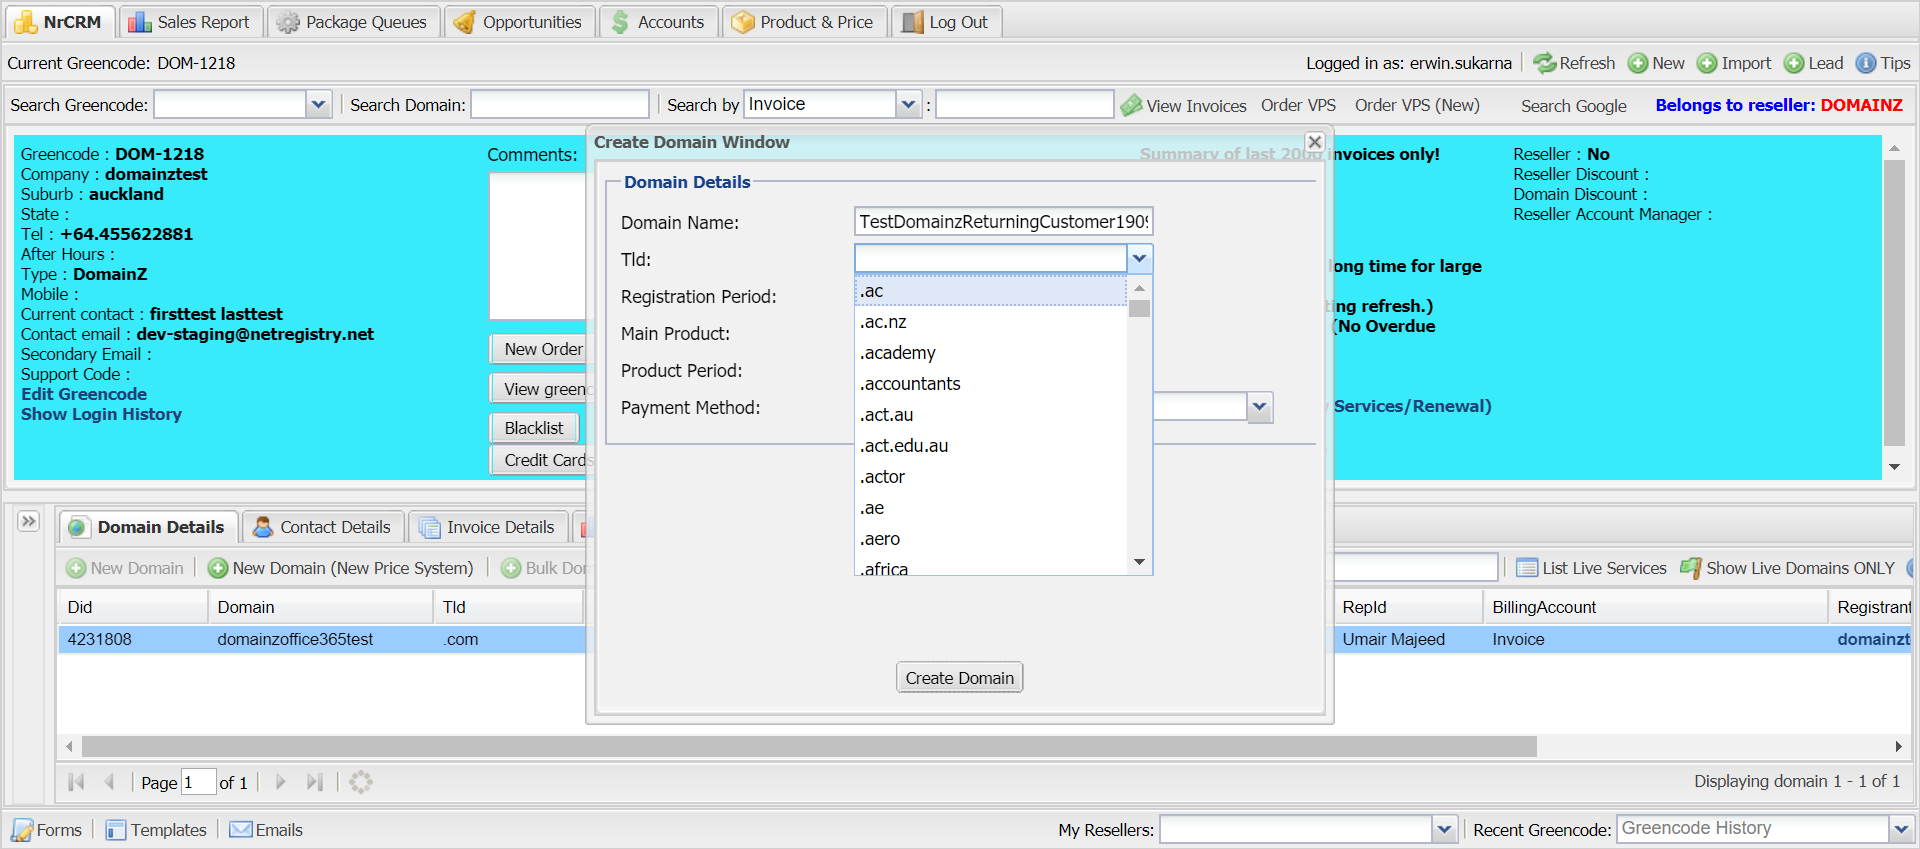 NrCRM Sales Report Package Queues Opportunities Accounts Product & Price Log Out
Current Greencode: DOM-1218 Logged in as: erwin.sukarna Refresh New Import Lead Tips
Search Greencode: Search Domain: Search by Invoice : View Invoices Order VPS Order VPS (New) Search Google Belongs to reseller: DOMAINZ
Greencode : DOM-1218
Company : domainztest
Suburb : auckland
State :
Tel : +64.455622881
After Hours :
Type : DomainZ
Mobile :
Current contact : firsttest lasttest
Contact email : dev-staging@netregistry.net
Secondary Email :
Support Code :
Edit Greencode
Show Login History
Comments:
New Order
View greenc
Blacklist
Credit Cards
Summary of last 2000 invoices only!
long time for large
ting refresh.)
(No Overdue
Services/Renewal)
Reseller : No
Reseller Discount :
Domain Discount :
Reseller Account Manager :
Create Domain Window
Domain Details
Domain Name: TestDomainzReturningCustomer1909
Tld:
Registration Period:
Main Product:
Product Period:
Payment Method:
.ac
.ac.nz
.academy
.accountants
.act.au
.act.edu.au
.actor
.ae
.aero
.africa
Create Domain
Domain Details Contact Details Invoice Details
New Domain New Domain (New Price System) Bulk Dom List Live Services Show Live Domains ONLY
Did Domain Tld RepId BillingAccount Registrant
4231808 domainzoffice365test .com Umair Majeed Invoice domainzt
Page 1 of 1 Displaying domain 1 - 1 of 1
Forms Templates Emails My Resellers: Recent Greencode: Greencode History